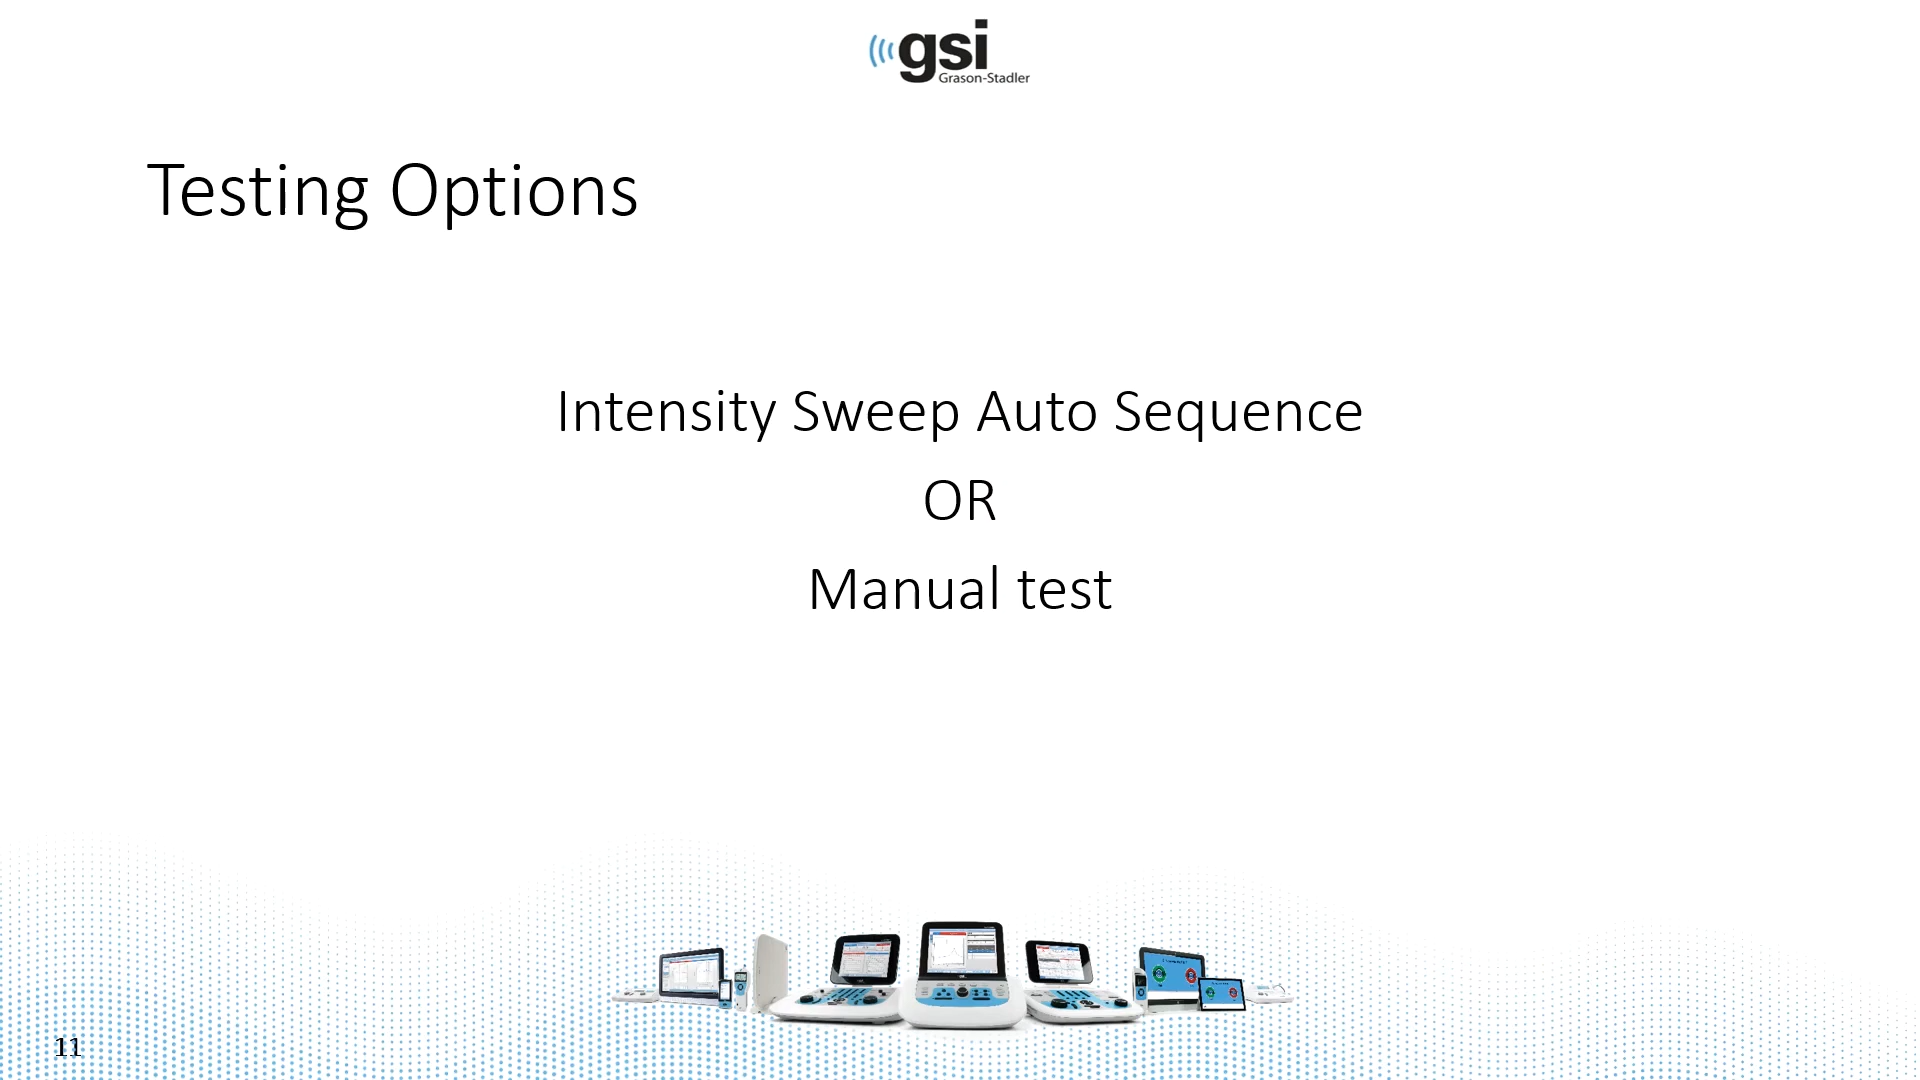 gsi
Grason-Stadler
Testing Options
Intensity Sweep Auto Sequence
OR
Manual test
11